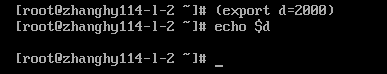 [root@zhanghy114-l-2 ~]# (export d=2000)
[root@zhanghy114-l-2 ~]# echo $d

[root@zhanghy114-l-2 ~]# _